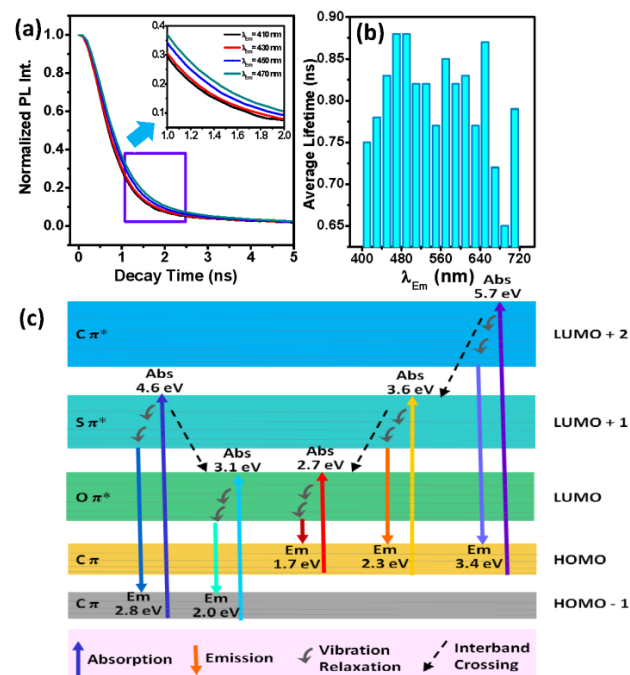 (a)
Normalized PL Int.
1.0
0.8
0.6
0.4
0.2
0.0
0 1 2 3 4 5
Decay Time (ns)
0.4
0.3
0.2
0.1
1.0 1.2 1.4 1.6 1.8 2.0
λEm = 410 nm
λEm = 430 nm
λEm = 450 nm
λEm = 470 nm
(b)
Average Lifetime (ns)
0.90
0.85
0.80
0.75
0.70
0.65
400 480 560 640 720
λEm (nm)
(c)
C π*
S π*
O π*
C π
C π
LUMO + 2
LUMO + 1
LUMO
HOMO
HOMO - 1
Abs
5.7 eV
Abs
4.6 eV
Abs
3.6 eV
Abs
3.1 eV
Abs
2.7 eV
Em
1.7 eV
Em
2.3 eV
Em
3.4 eV
Em
2.8 eV
Em
2.0 eV
Absorption
Emission
Vibration
Relaxation
Interband
Crossing